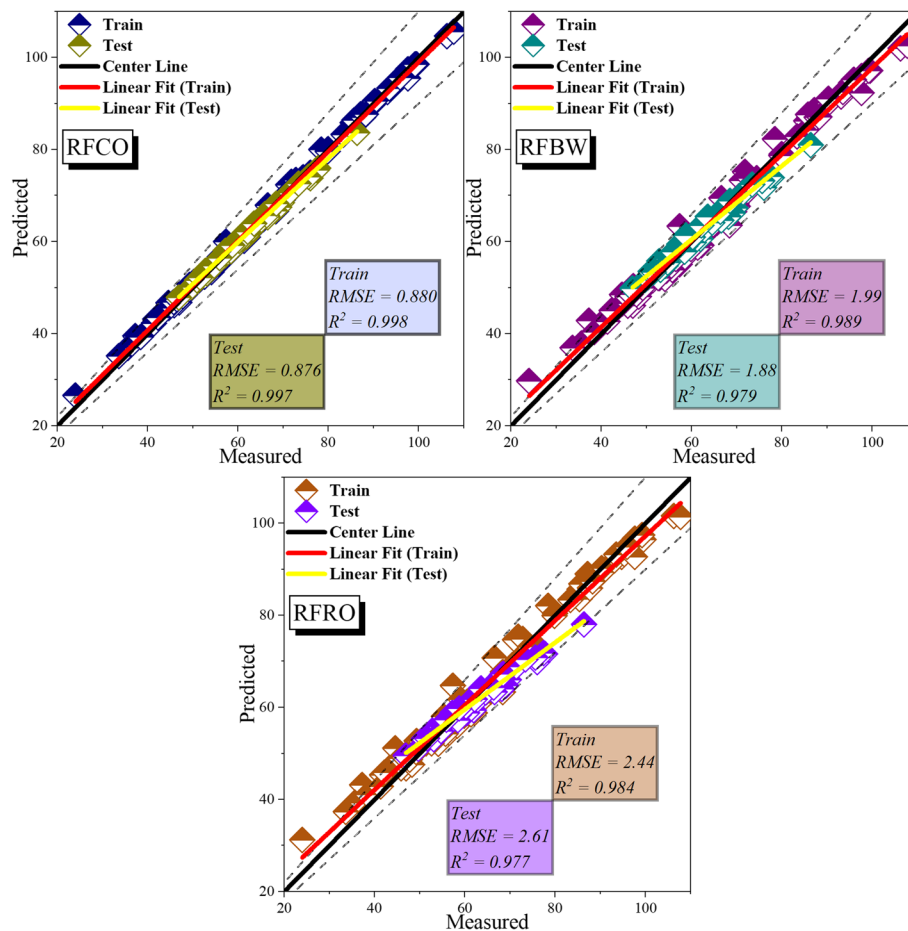 Train
Test
Center Line
Linear Fit (Train)
Linear Fit (Test)
RFCO
Train
RMSE = 0.880
R² = 0.998
Test
RMSE = 0.876
R² = 0.997
100
80
60
40
20
20
40
60
80
100
Predicted
Measured
Train
Test
Center Line
Linear Fit (Train)
Linear Fit (Test)
RFBW
Train
RMSE = 1.99
R² = 0.989
Test
RMSE = 1.88
R² = 0.979
100
80
60
40
20
20
40
60
80
100
Predicted
Measured
Train
Test
Center Line
Linear Fit (Train)
Linear Fit (Test)
RFRO
Train
RMSE = 2.44
R² = 0.984
Test
RMSE = 2.61
R² = 0.977
100
80
60
40
20
20
40
60
80
100
Predicted
Measured